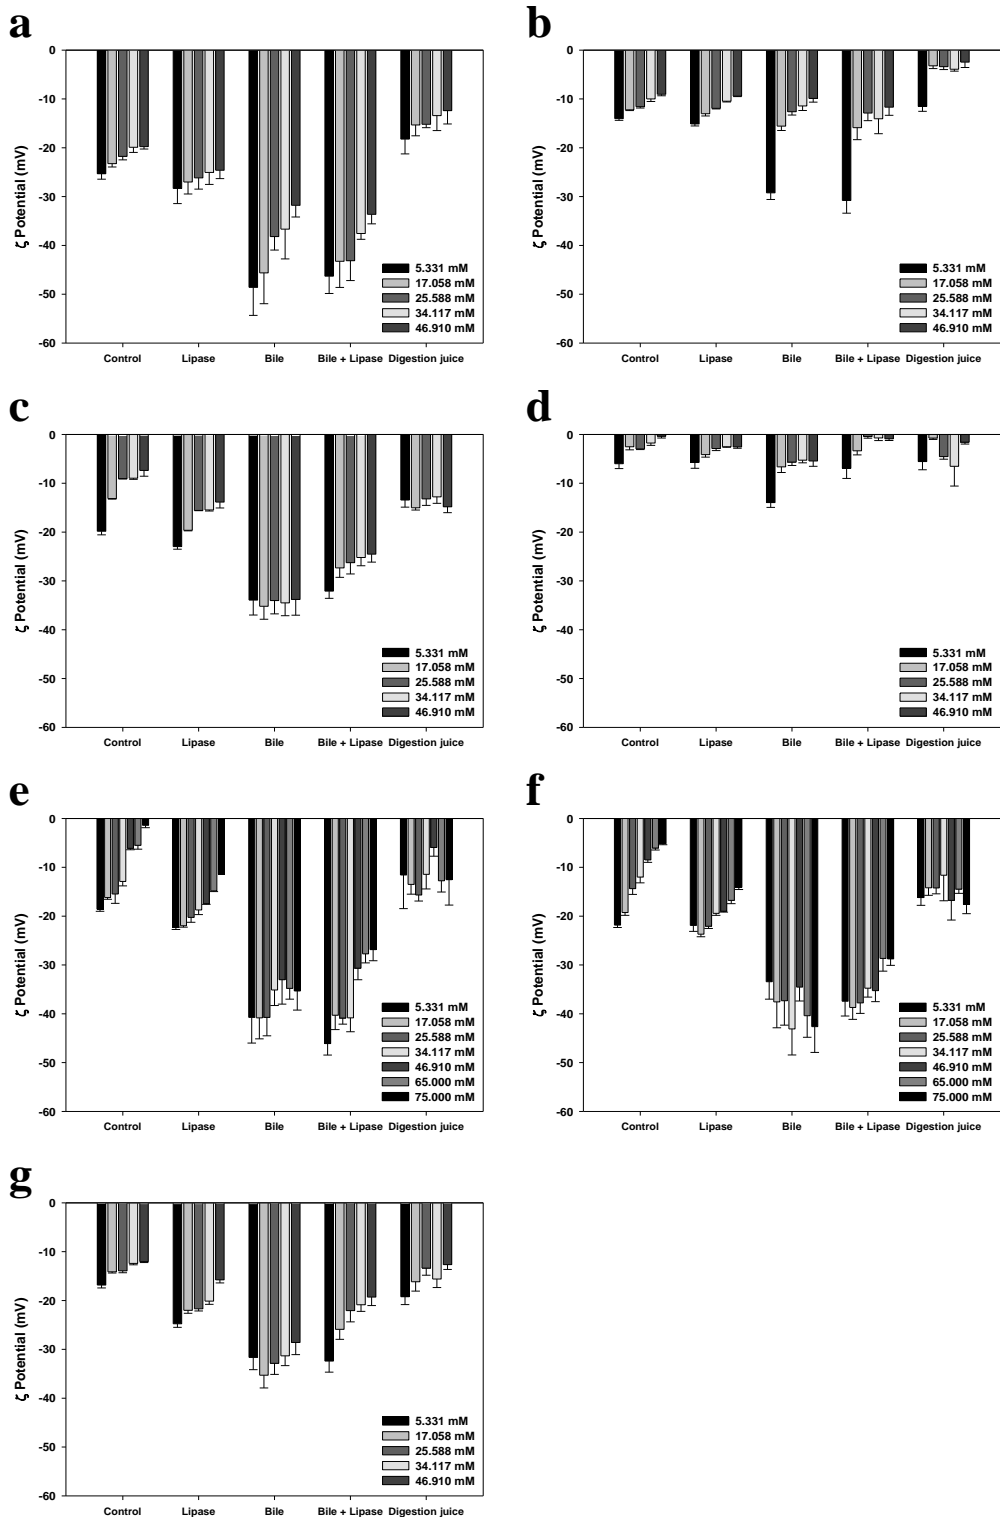 a
0
-10
-20
-30
-40
-50
-60
ζ Potential (mV)
5.331 mM
17.058 mM
25.588 mM
34.117 mM
46.910 mM
Control Lipase Bile Bile + Lipase Digestion juice
b
0
-10
-20
-30
-40
-50
-60
ζ Potential (mV)
5.331 mM
17.058 mM
25.588 mM
34.117 mM
46.910 mM
Control Lipase Bile Bile + Lipase Digestion juice
c
0
-10
-20
-30
-40
-50
-60
ζ Potential (mV)
5.331 mM
17.058 mM
25.588 mM
34.117 mM
46.910 mM
Control Lipase Bile Bile + Lipase Digestion juice
d
0
-10
-20
-30
-40
-50
-60
ζ Potential (mV)
5.331 mM
17.058 mM
25.588 mM
34.117 mM
46.910 mM
Control Lipase Bile Bile + Lipase Digestion juice
e
0
-10
-20
-30
-40
-50
-60
ζ Potential (mV)
5.331 mM
17.058 mM
25.588 mM
34.117 mM
46.910 mM
65.000 mM
75.000 mM
Control Lipase Bile Bile + Lipase Digestion juice
f
0
-10
-20
-30
-40
-50
-60
ζ Potential (mV)
5.331 mM
17.058 mM
25.588 mM
34.117 mM
46.910 mM
65.000 mM
75.000 mM
Control Lipase Bile Bile + Lipase Digestion juice
g
0
-10
-20
-30
-40
-50
-60
ζ Potential (mV)
5.331 mM
17.058 mM
25.588 mM
34.117 mM
46.910 mM
Control Lipase Bile Bile + Lipase Digestion juice